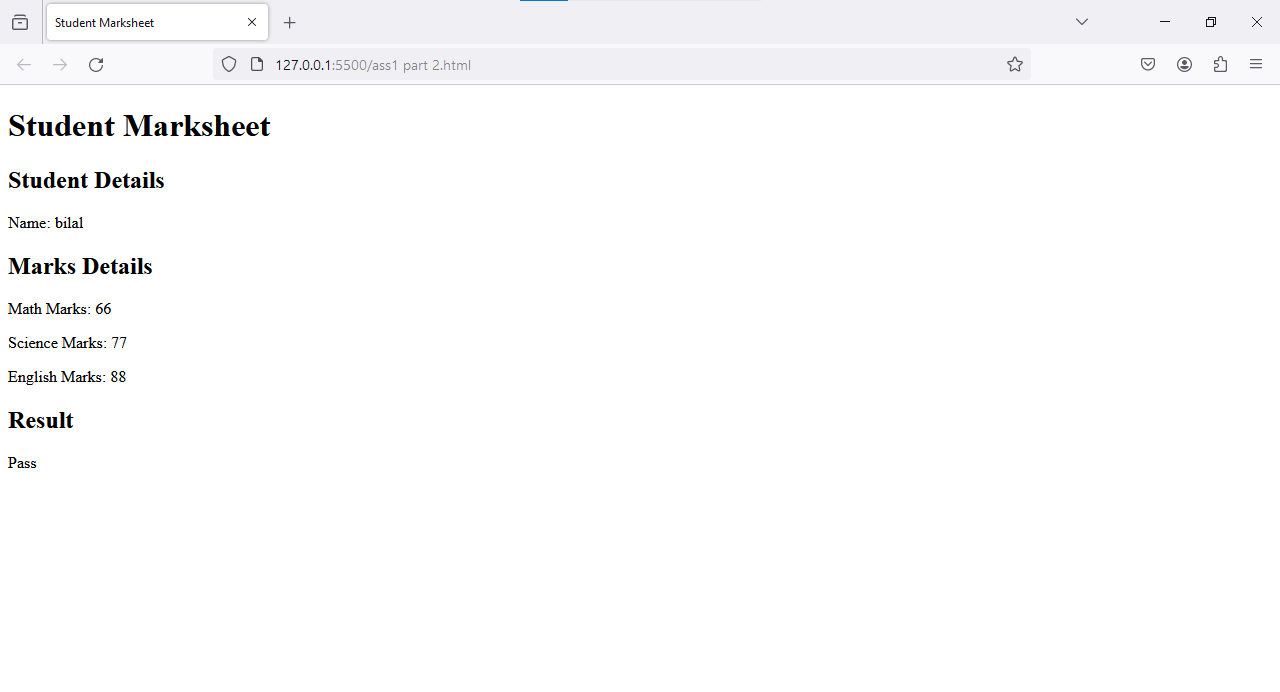 Student Marksheet
127.0.0.1:5500/ass1 part 2.html
Student Marksheet
Student Details
Name: bilal
Marks Details
Math Marks: 66
Science Marks: 77
English Marks: 88
Result
Pass